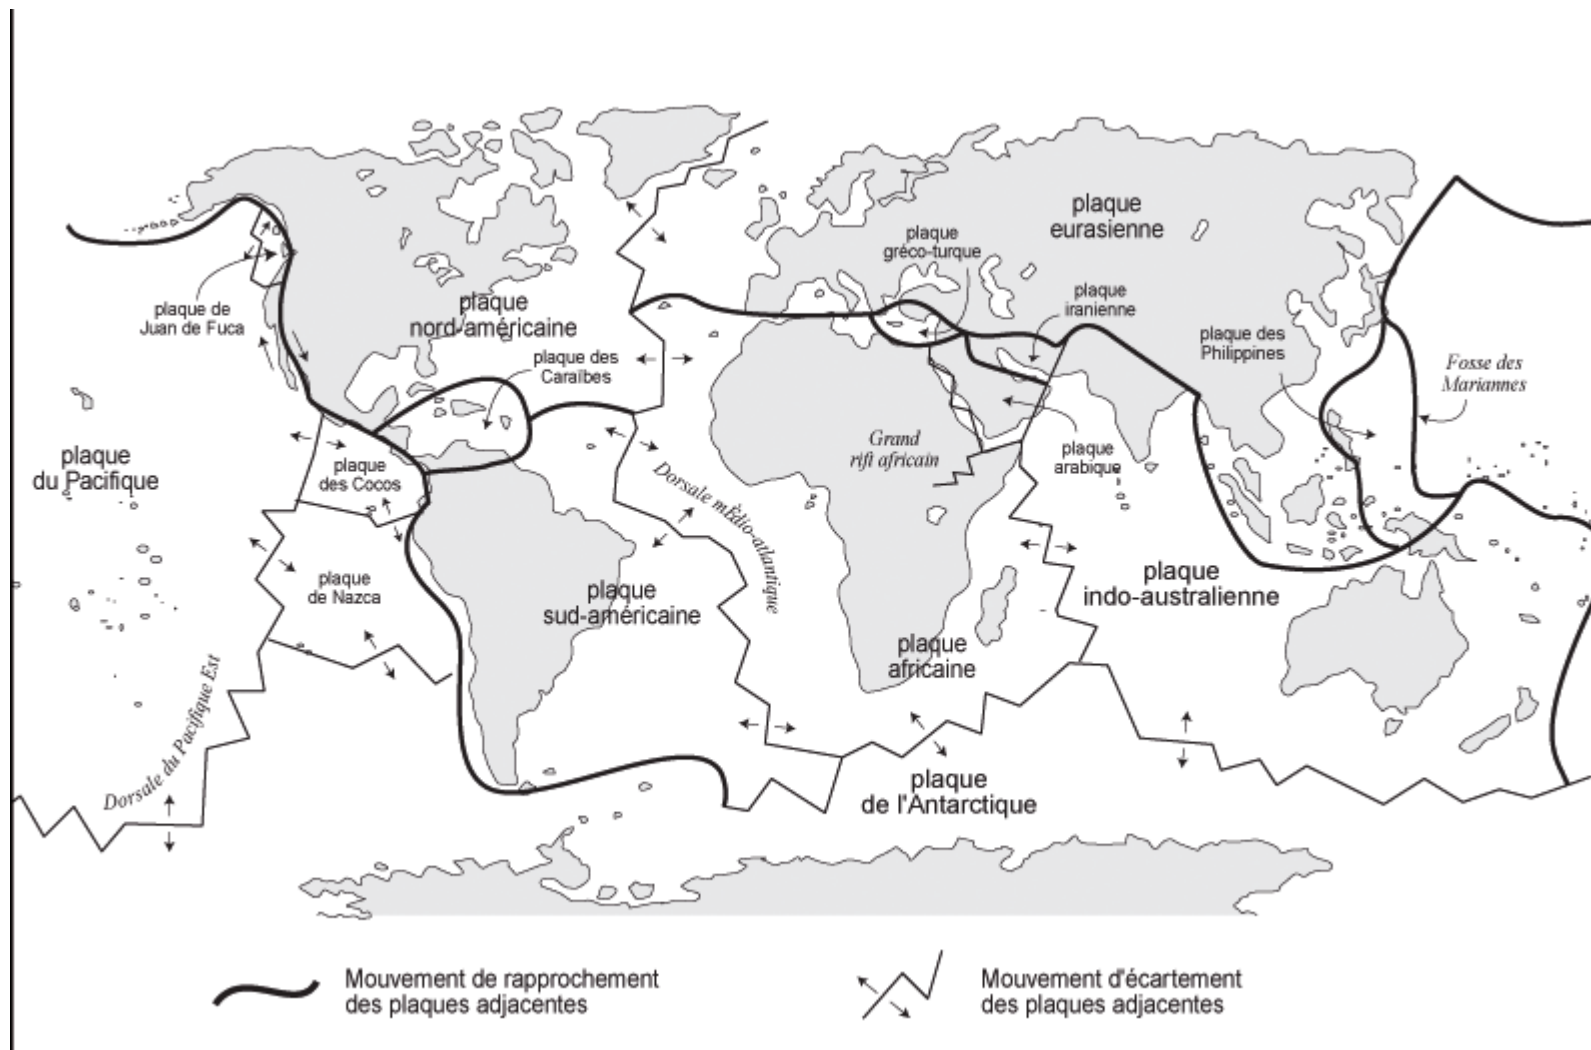 plaque
eurasienne
plaque
gréco-turque
plaque
iranienne
plaque de
Juan de Fuca
plaque
nord-américaine
plaque des
Caraïbes
plaque des
Philippines
Fosse des
Mariannes
plaque
du Pacifique
plaque
des Cocos
Grand
rift africain
plaque
arabique
Dorsale mÈdio-atlantique
plaque
de Nazca
plaque
sud-américaine
plaque
indo-australienne
plaque
africaine
Dorsale du Pacifique Est
plaque
de l'Antarctique
Mouvement de rapprochement
des plaques adjacentes
Mouvement d'écartement
des plaques adjacentes